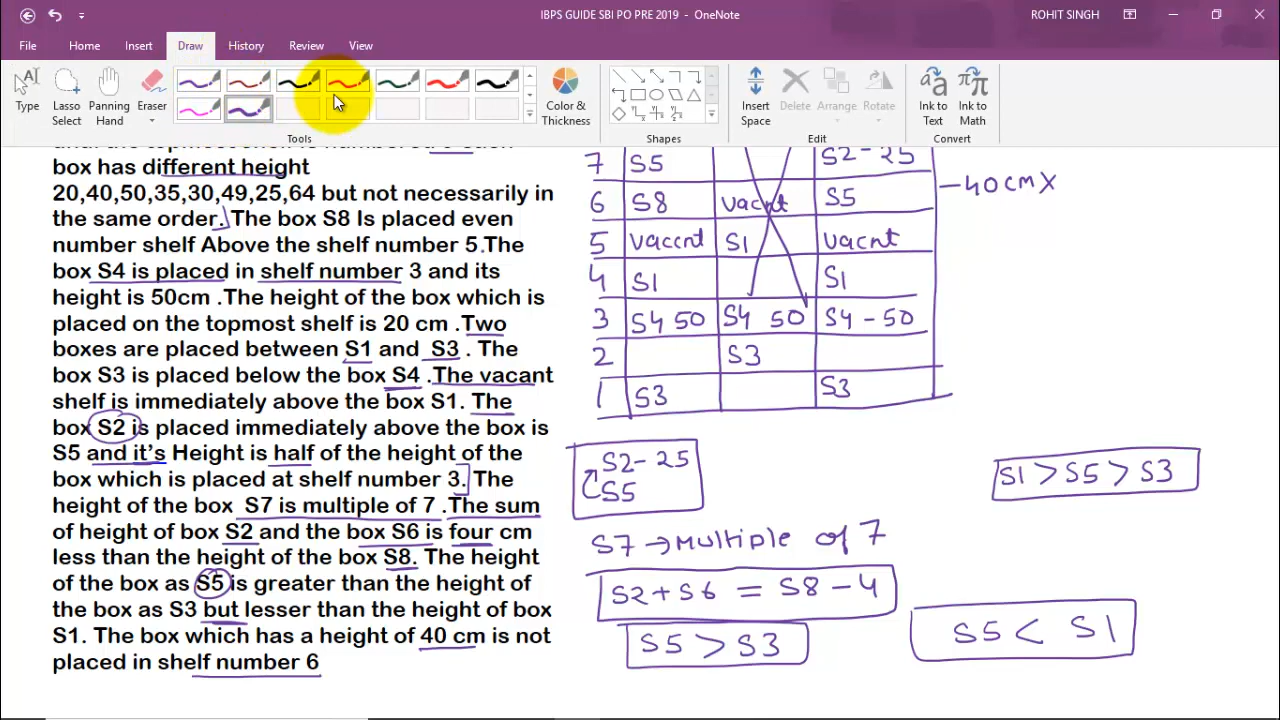 IBPS GUIDE SBI PO PRE 2019 - OneNote
ROHIT SINGH
File Home Insert Draw History Review View
Type Lasso Select Panning Hand Eraser
Color & Thickness
Insert Space Delete Arrange Rotate
Ink to Text Ink to Math
Tools Shapes Edit Convert
box has different height
20,40,50,35,30,49,25,64 but not necessarily in
the same order. The box S8 Is placed even
number shelf Above the shelf number 5.The
box S4 is placed in shelf number 3 and its
height is 50cm .The height of the box which is
placed on the topmost shelf is 20 cm .Two
boxes are placed between S1 and S3 . The
box S3 is placed below the box S4 .The vacant
shelf is immediately above the box S1. The
box S2 is placed immediately above the box is
S5 and it's Height is half of the height of the
box which is placed at shelf number 3. The
height of the box S7 is multiple of 7 .The sum
of height of box S2 and the box S6 is four cm
less than the height of the box S8. The height
of the box as S5 is greater than the height of
the box as S3 but lesser than the height of box
S1. The box which has a height of 40 cm is not
placed in shelf number 6
7 S5 S2-25
6 S8 vacnt S5
-40cm X
5 vaccnt S1 vacnt
4 S1 S1
3 S4 50 S4 50 S4-50
2 S3
1 S3 S3
S2-25
S5
S1 > S5 > S3
S7 → Multiple of 7
S2+S6 = S8-4
S5 > S3
S5 < S1